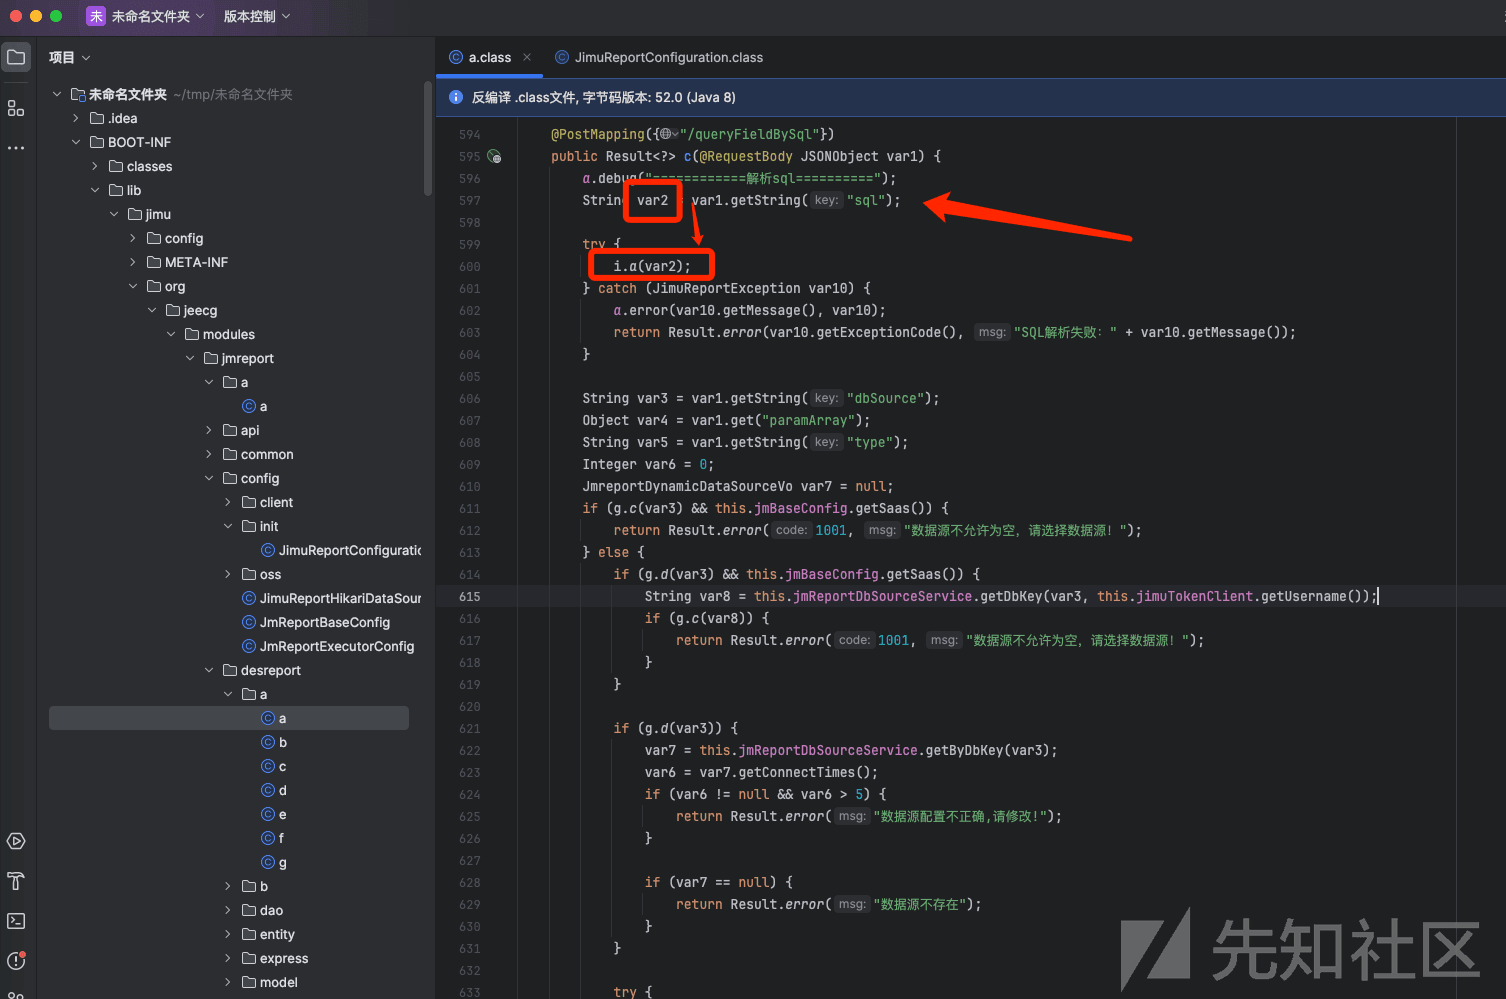 未 未命名文件夹 版本控制
项目
未命名文件夹 ~/tmp/未命名文件夹
.idea
BOOT-INF
classes
lib
jimu
config
META-INF
org
jeecg
modules
jmreport
a
a
api
common
config
client
init
JimuReportConfiguratio
oss
JimuReportHikariDataSour
JmReportBaseConfig
JmReportExecutorConfig
desreport
a
a
b
c
d
e
f
g
b
dao
entity
express
model
a.class JimuReportConfiguration.class
反编译 .class文件, 字节码版本: 52.0 (Java 8)
594 @PostMapping({"/queryFieldBySql"})
595 public Result<?> c(@RequestBody JSONObject var1) {
596 a.debug("============解析sql==========");
597 String var2 = var1.getString( key: "sql");
598
599 try {
600 i.a(var2);
601 } catch (JimuReportException var10) {
602 a.error(var10.getMessage(), var10);
603 return Result.error(var10.getExceptionCode(), msg: "SQL解析失败：" + var10.getMessage());
604 }
605
606 String var3 = var1.getString( key: "dbSource");
607 Object var4 = var1.get("paramArray");
608 String var5 = var1.getString( key: "type");
609 Integer var6 = 0;
610 JmreportDynamicDataSourceVo var7 = null;
611 if (g.c(var3) && this.jmBaseConfig.getSaas()) {
612 return Result.error( code: 1001, msg: "数据源不允许为空，请选择数据源！");
613 } else {
614 if (g.d(var3) && this.jmBaseConfig.getSaas()) {
615 String var8 = this.jmReportDbSourceService.getDbKey(var3, this.jimuTokenClient.getUsername());
616 if (g.c(var8)) {
617 return Result.error( code: 1001, msg: "数据源不允许为空，请选择数据源！");
618 }
619 }
620
621 if (g.d(var3)) {
622 var7 = this.jmReportDbSourceService.getByDbKey(var3);
623 var6 = var7.getConnectTimes();
624 if (var6 != null && var6 > 5) {
625 return Result.error( msg: "数据源配置不正确,请修改!");
626 }
627
628 if (var7 == null) {
629 return Result.error( msg: "数据源不存在");
630 }
631 }
632
633 try {
先知社区